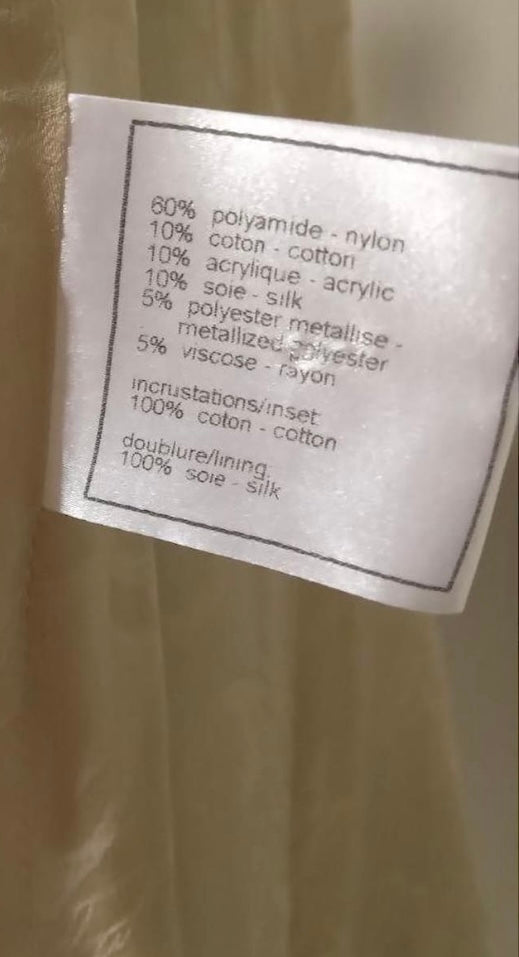 60% polyamide - nylon
10% coton - cotton
10% acrylique - acrylic
10% soie - silk
5% polyester metallise -
metallized polyester
5% viscose - rayon
incrustations/inset:
100% coton - cotton
doublure/lining:
100% soie - silk